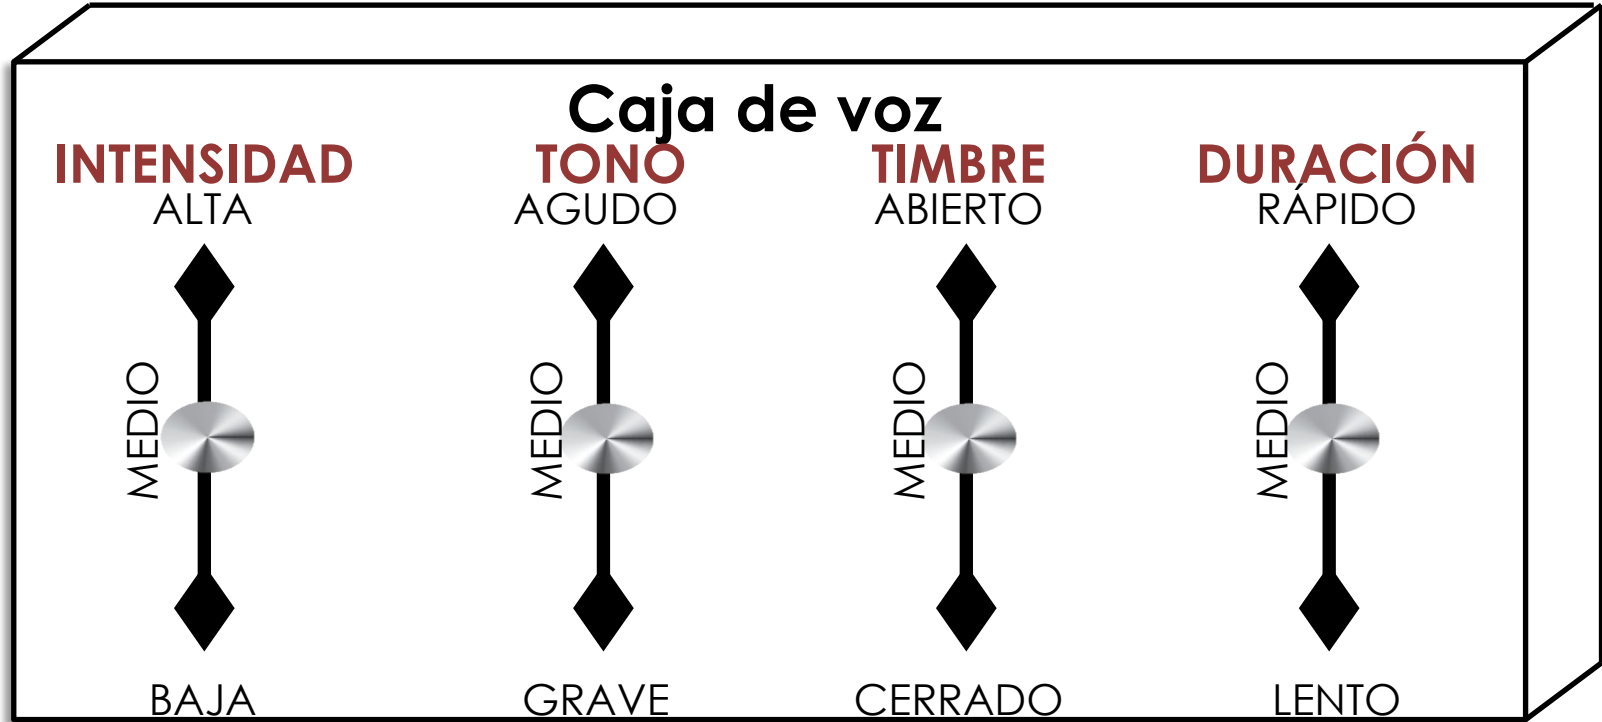 Caja de voz
INTENSIDAD TONO TIMBRE DURACIÓN
ALTA AGUDO ABIERTO RÁPIDO
MEDIO MEDIO MEDIO MEDIO
BAJA GRAVE CERRADO LENTO